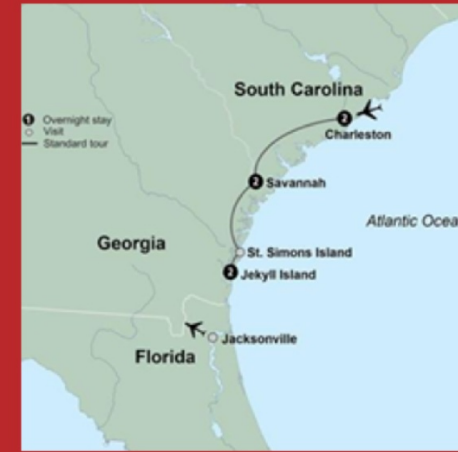 South Carolina
1 Overnight stay
Visit
Standard tour
2
Charleston
2 Savannah
Atlantic Ocea
Georgia
St. Simons Island
2 Jekyll Island
Jacksonville
Florida